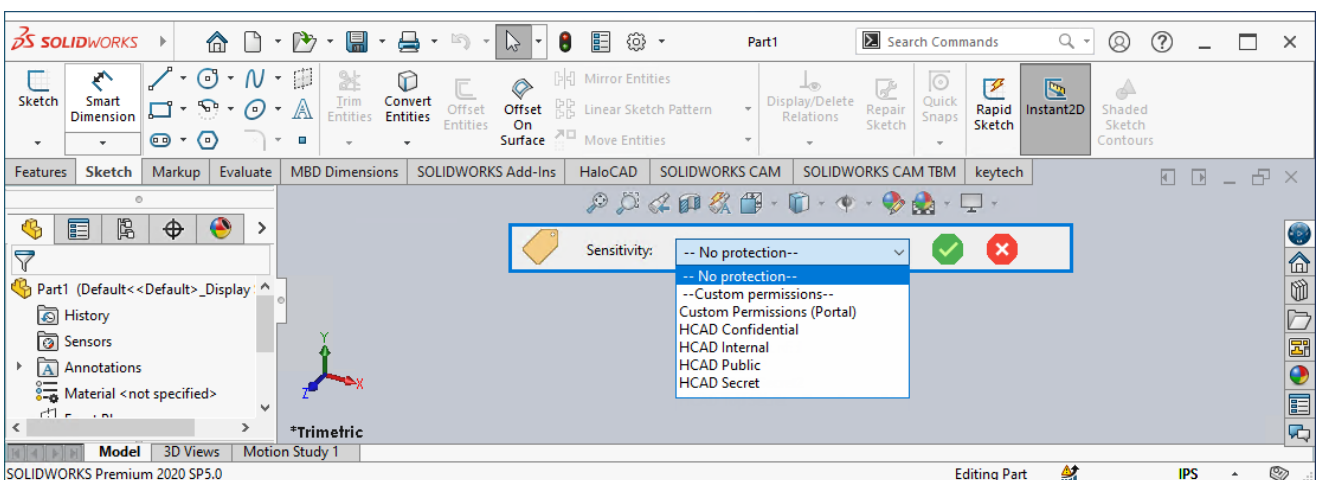 3S SOLIDWORKS Part1 Search Commands
Sketch Smart Dimension Trim Entities Convert Entities Offset Entities Offset On Surface Mirror Entities
Linear Sketch Pattern
Move Entities
Display/Delete Relations Repair Sketch Quick Snaps Rapid Sketch Instant2D Shaded Sketch Contours
Features Sketch Markup Evaluate MBD Dimensions SOLIDWORKS Add-Ins HaloCAD SOLIDWORKS CAM SOLIDWORKS CAM TBM keytech
Sensitivity: -- No protection--
-- No protection--
--Custom permissions--
Custom Permissions (Portal)
HCAD Confidential
HCAD Internal
HCAD Public
HCAD Secret
Part1 (Default<<Default>_Display
History
Sensors
A Annotations
Material <not specified>
Y
X
Z
*Trimetric
Model 3D Views Motion Study 1
SOLIDWORKS Premium 2020 SP5.0 Editing Part IPS